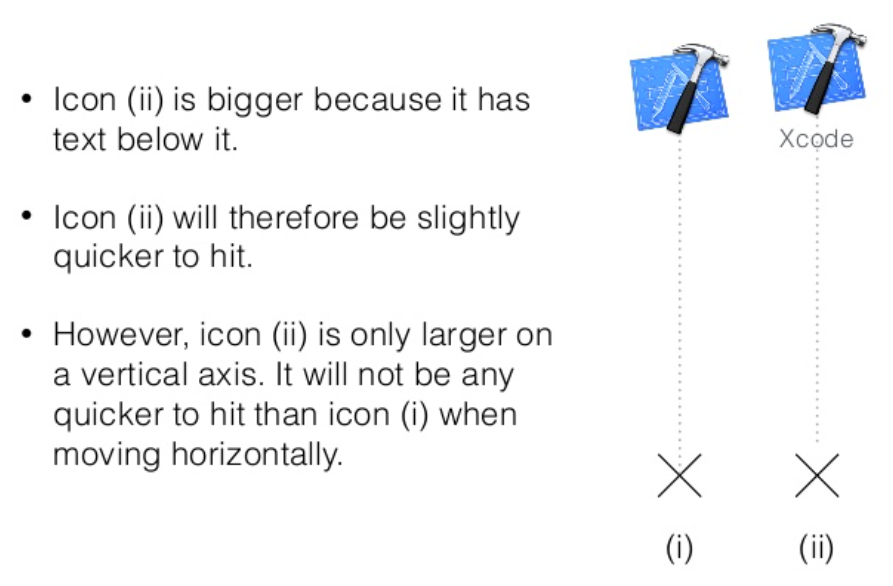 • Icon (ii) is bigger because it has
text below it.
• Icon (ii) will therefore be slightly
quicker to hit.
• However, icon (ii) is only larger on
a vertical axis. It will not be any
quicker to hit than icon (i) when
moving horizontally.
Xcode
(i)
(ii)